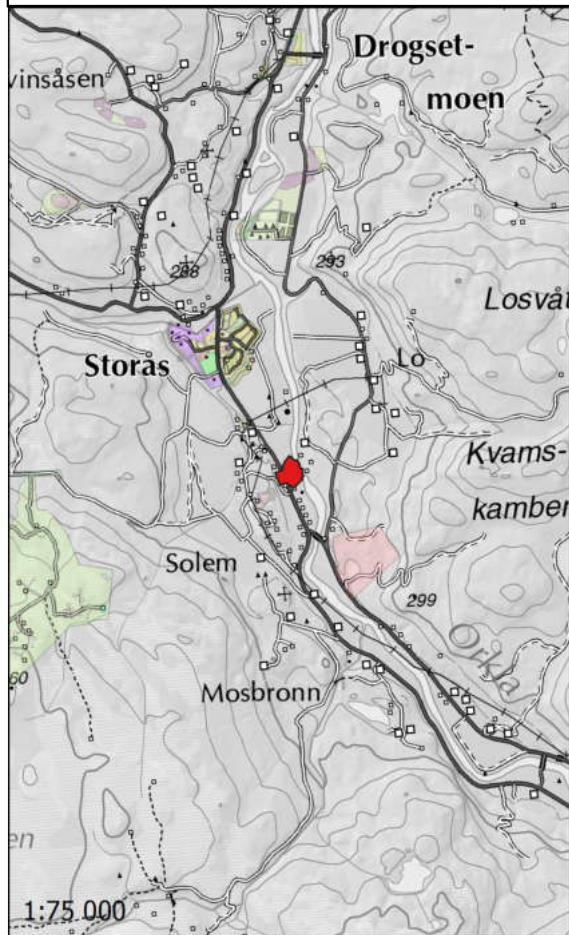 Drogset-
moen
vinsåsen
288
293
Losvat
Storås
Lo
Kvams-
kamben
Solem
299
Orkla
60
Mosbronn
en
1:75 000